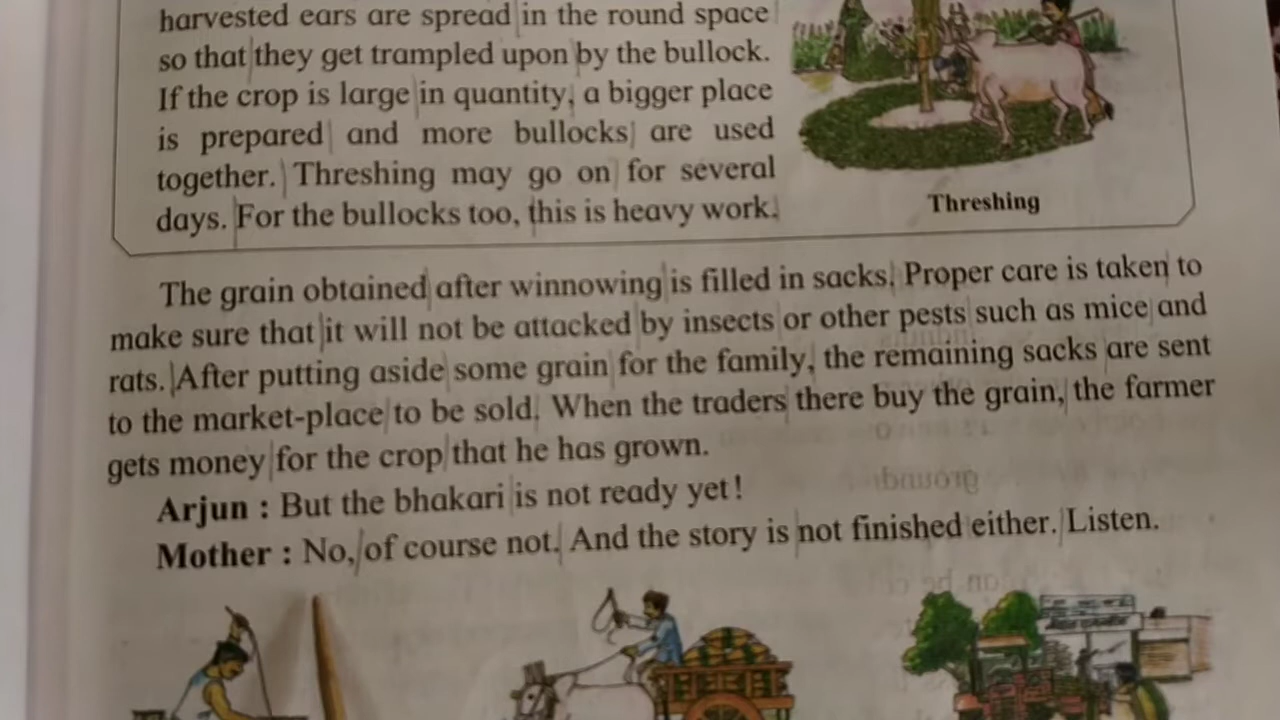 harvested ears are spread in the round space
so that they get trampled upon by the bullock.
If the crop is large in quantity, a bigger place
is prepared and more bullocks are used
together. Threshing may go on for several
days. For the bullocks too, this is heavy work.
Threshing
The grain obtained after winnowing is filled in sacks. Proper care is taken to
make sure that it will not be attacked by insects or other pests such as mice and
rats. After putting aside some grain for the family, the remaining sacks are sent
to the market-place to be sold. When the traders there buy the grain, the farmer
gets money for the crop that he has grown.
Arjun : But the bhakari is not ready yet!
Mother : No, of course not. And the story is not finished either. Listen.